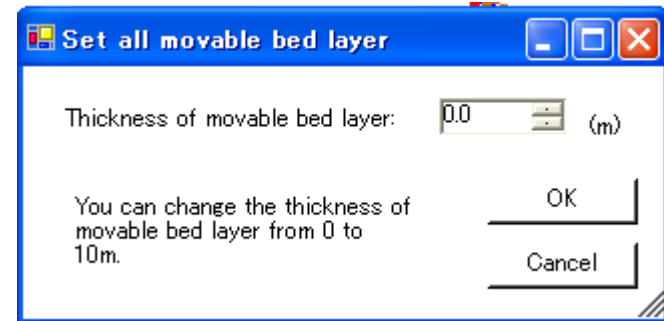 Set all movable bed layer
Thickness of movable bed layer: 0.0 (m)
You can change the thickness of
movable bed layer from 0 to
10m.
OK
Cancel